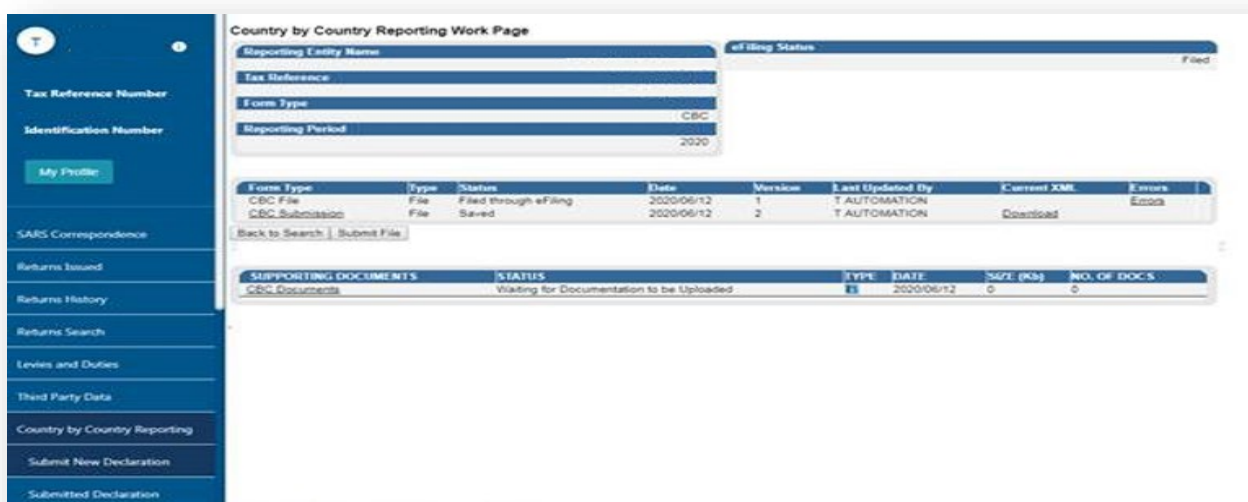 T
Tax Reference Number
Identification Number
My Profile
SARS Correspondence
Returns Issued
Returns History
Returns Search
Levies and Duties
Third Party Data
Country by Country Reporting
Submit New Declaration
Submitted Declaration
Country by Country Reporting Work Page
Reporting Entity Name
Tax Reference
Form Type
CBC
Reporting Period
2020
eFiling Status
Filed
Form Type Type Status Date Version Last Updated By Current XML Errors
CBC File File Filed through eFiling 2020/06/12 1 T AUTOMATION Errors
CBC Submission File Saved 2020/06/12 2 T AUTOMATION Download
Back to Search Submit File
SUPPORTING DOCUMENTS STATUS TYPE DATE SIZE (Kb) NO. OF DOCS
CBC Documents Waiting for Documentation to be Uploaded 2020/06/12 0 0